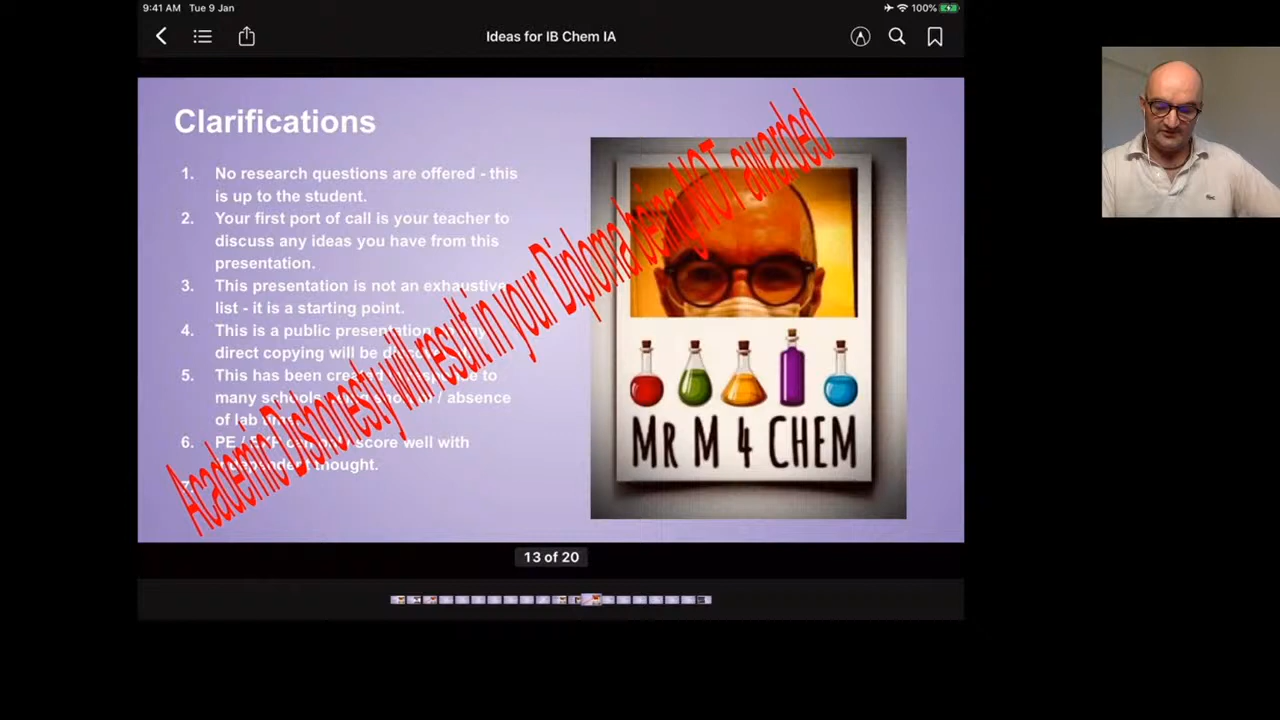 9:41 AM Tue 9 Jan
100%
Ideas for IB Chem IA
Clarifications
1. No research questions are offered - this
is up to the student.
2. Your first port of call is your teacher to
discuss any ideas you have from this
presentation.
3. This presentation is not an exhaustive
list - it is a starting point.
4. This is a public presentation
direct copying will be
5. This has been created to
many schools / absence
of lab
6. PE / score well with
thought.
7.
Academic Dishonesty will result in your Diploma being NOT awarded
MR M 4 CHEM
13 of 20